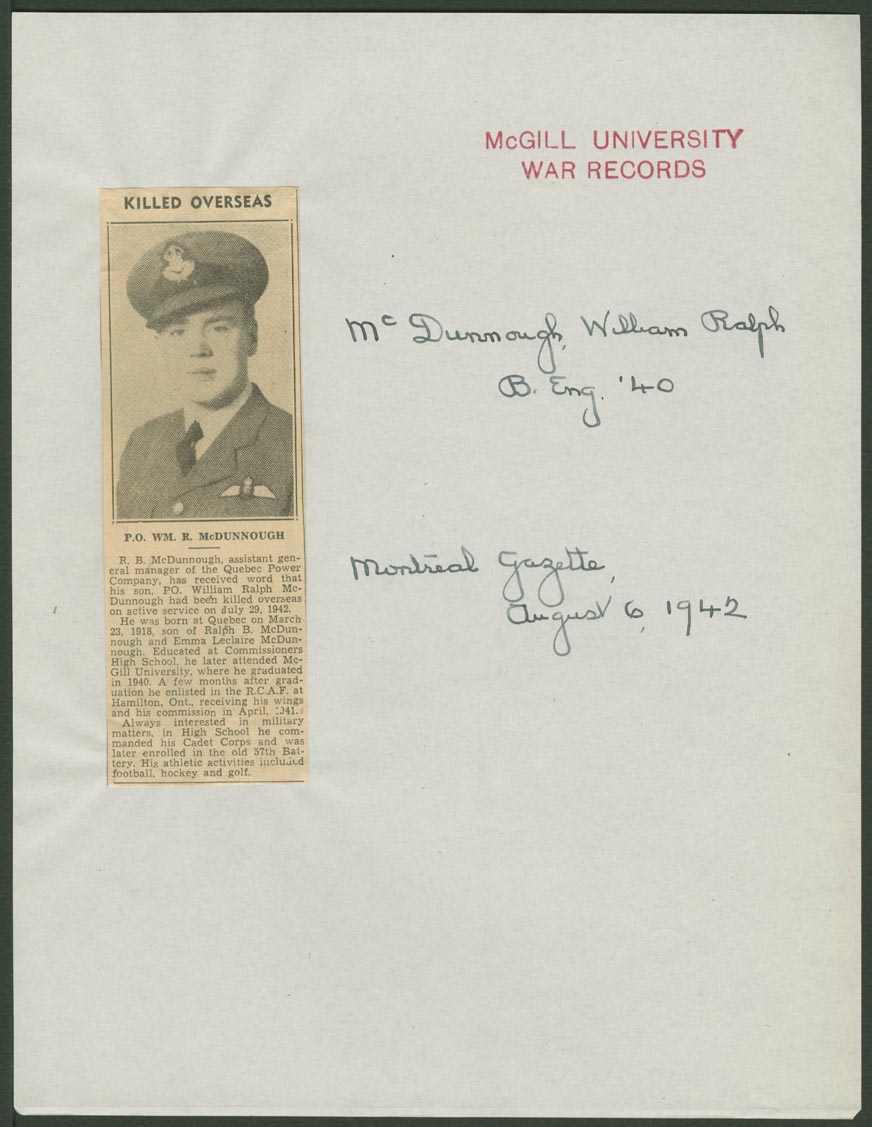 McGILL UNIVERSITY
WAR RECORDS
KILLED OVERSEAS
P.O. WM. R. McDUNNOUGH
R. B. McDunnough, assistant gen-
eral manager of the Quebec Power
Company, has received word that
his son, PO. William Ralph Mc-
Dunnough had been killed overseas
on active service on July 29, 1942.
He was born at Quebec on March
23, 1918, son of Ralph B. McDun-
nough and Emma Leclaire McDun-
nough. Educated at Commissioners
High School, he later attended Mc-
Gill University, where he graduated
in 1940. A few months after grad-
uation he enlisted in the R.C.A.F. at
Hamilton, Ont., receiving his wings
and his commission in April, 1941.
Always interested in military
matters, in High School he com-
manded his Cadet Corps and was
later enrolled in the old 57th Bat-
tery. His athletic activities included
football, hockey and golf.
Mc Dunnough, William Ralph
B. Eng. '40
Montreal Gazette,
August 6, 1942